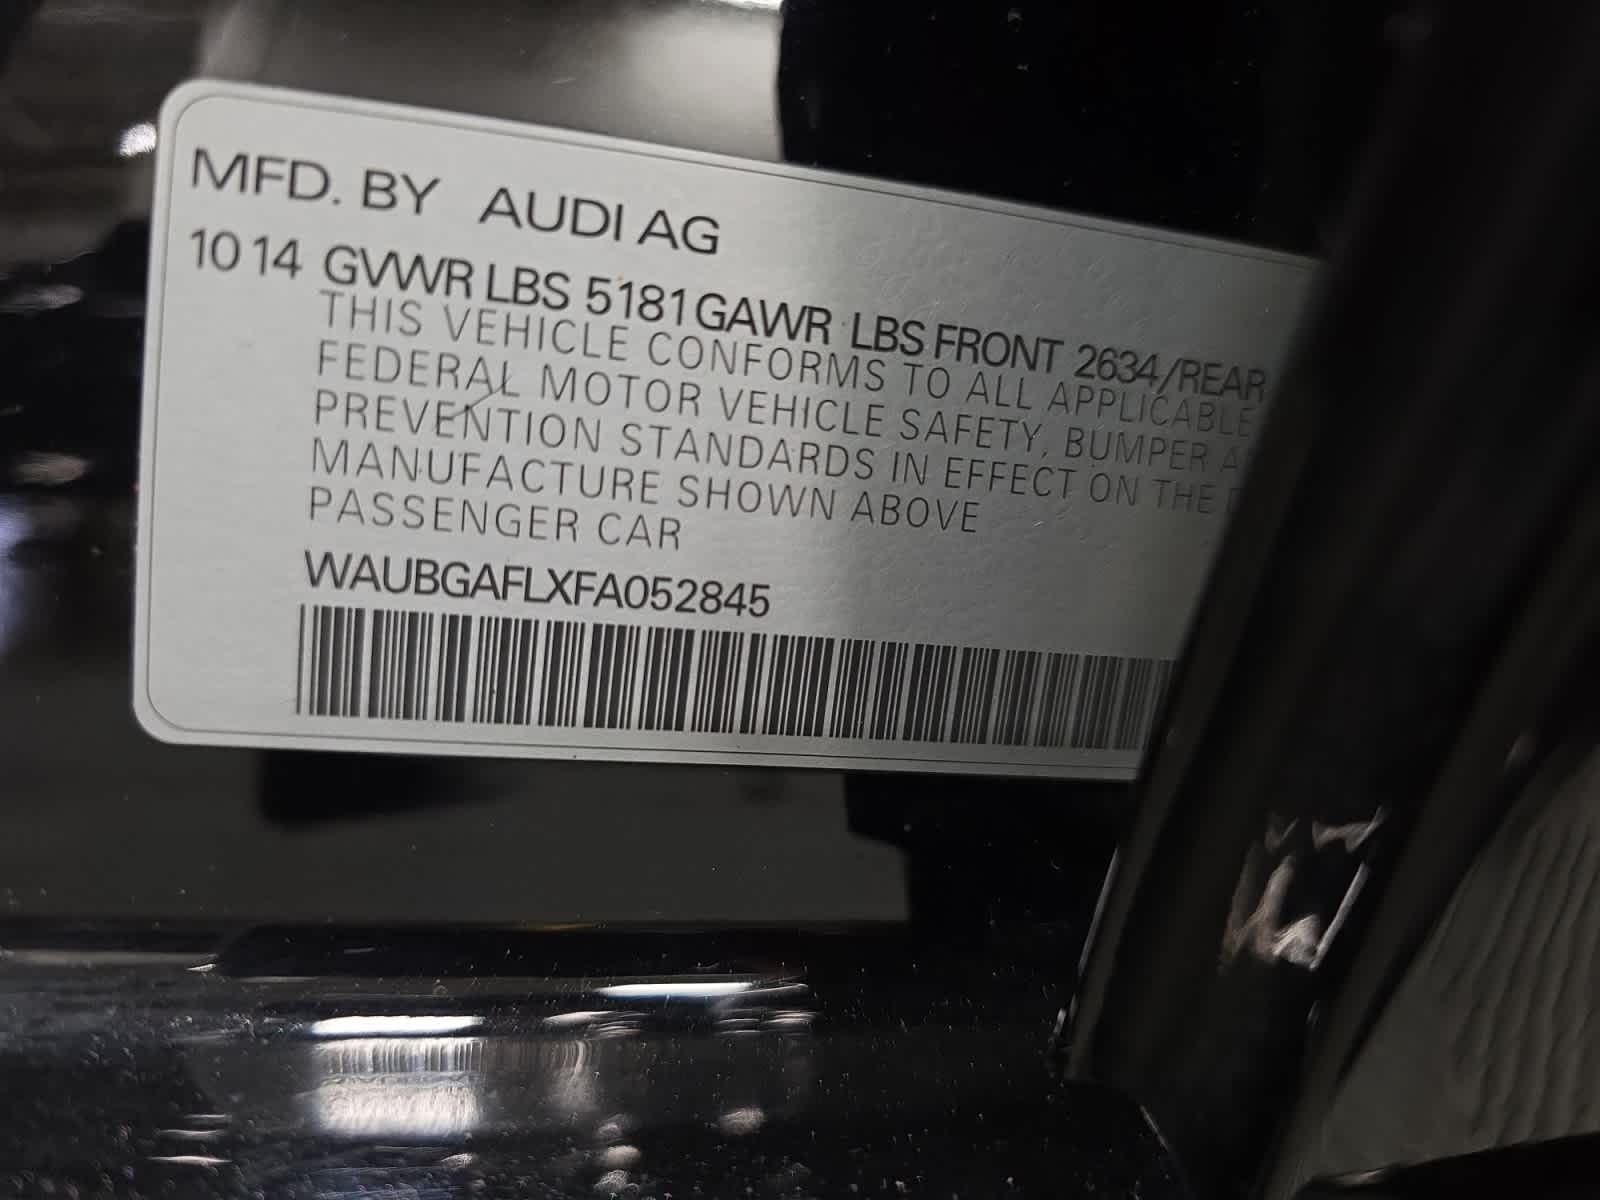 MFD. BY AUDI AG
10 14 GVWR LBS 5181 GAWR LBS FRONT 2634/REAR
THIS VEHICLE CONFORMS TO ALL APPLICABLE
FEDERAL MOTOR VEHICLE SAFETY, BUMPER
PREVENTION STANDARDS IN EFFECT ON THE
MANUFACTURE SHOWN ABOVE
PASSENGER CAR
WAUBGAFLXFA052845